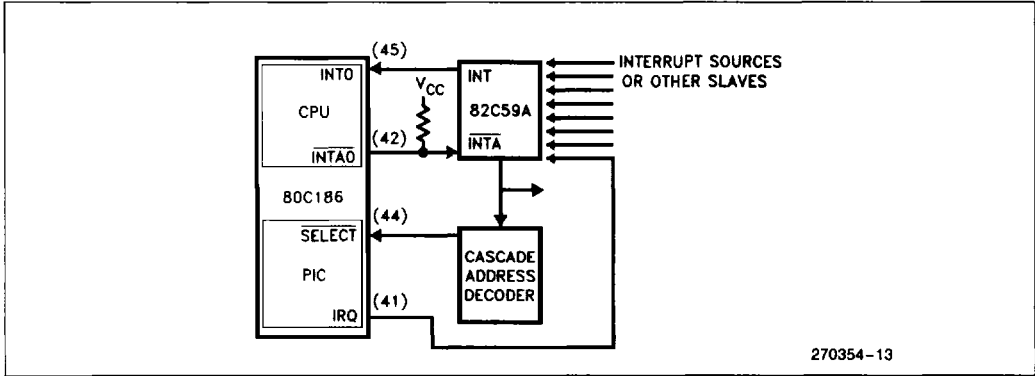 (45)
INT0
CPU
INTA0
(42)
VCC
INT
82C59A
INTA
INTERRUPT SOURCES
OR OTHER SLAVES
80C186
(44)
SELECT
PIC
IRQ
(41)
CASCADE
ADDRESS
DECODER
270354-13